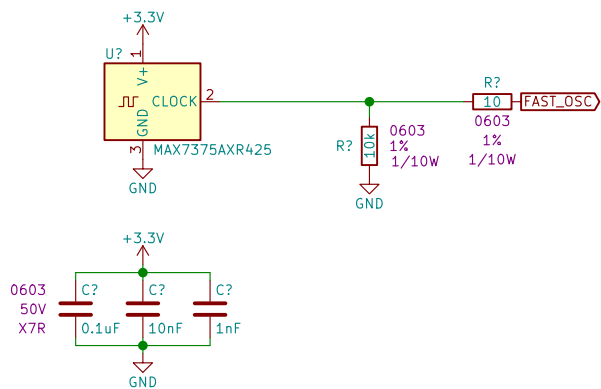 +3.3V
U?
1
V+
CLOCK
2
GND
3
MAX7375AXR425
GND
R?
10k
0603
1%
1/10W
GND
R?
10
FAST_OSC
0603
1%
1/10W
+3.3V
0603
50V
X7R
C?
0.1uF
C?
10nF
C?
1nF
GND